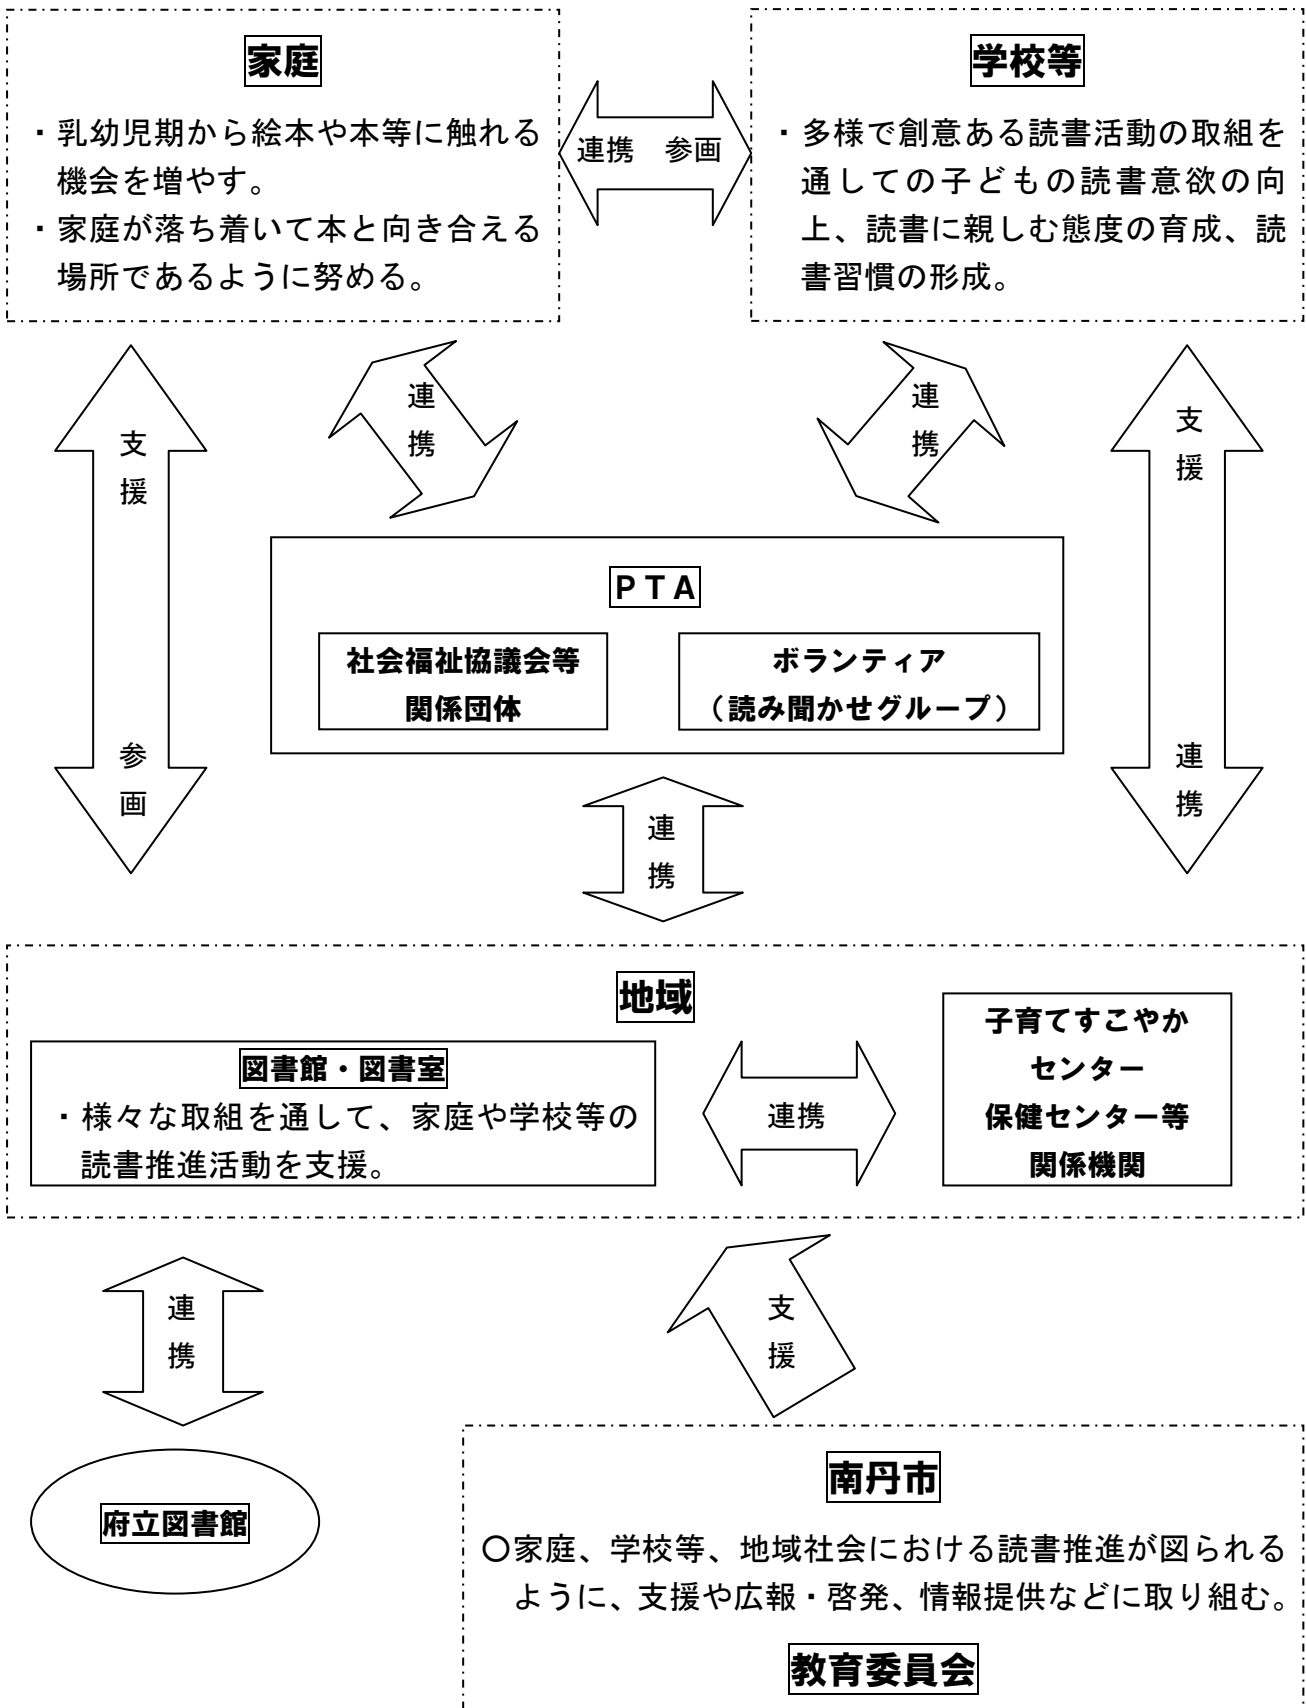 家庭
・乳幼児期から絵本や本等に触れる
機会を増やす。
・家庭が落ち着いて本と向き合える
場所であるように努める。
連携　参画
学校等
・多様で創意ある読書活動の取組を
通しての子どもの読書意欲の向
上、読書に親しむ態度の育成、読
書習慣の形成。
支援
参画
連携
連携
支援
連携
ＰＴＡ
社会福祉協議会等
関係団体
ボランティア
（読み聞かせグループ）
連携
地域
図書館・図書室
・様々な取組を通して、家庭や学校等の
読書推進活動を支援。
連携
子育てすこやか
センター
保健センター等
関係機関
連携
支援
府立図書館
南丹市
○家庭、学校等、地域社会における読書推進が図られる
ように、支援や広報・啓発、情報提供などに取り組む。
教育委員会